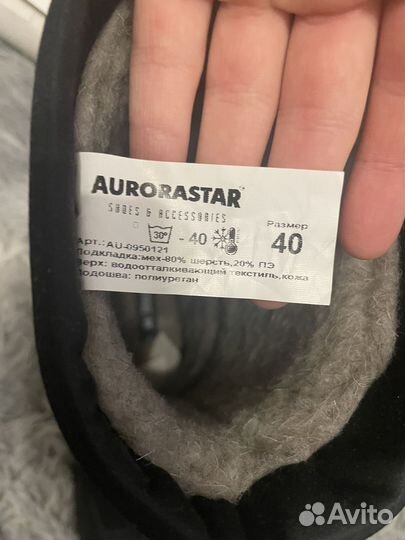 AURORASTAR
SHOES & ACCESSORIES
30° - 40
Размер
40
Арт.: AU-0950121
Подкладка:мех-80% шерсть,20% ПЭ
Верх: водоотталкивающий текстиль,кожа
Подошва: полиуретан
Avito